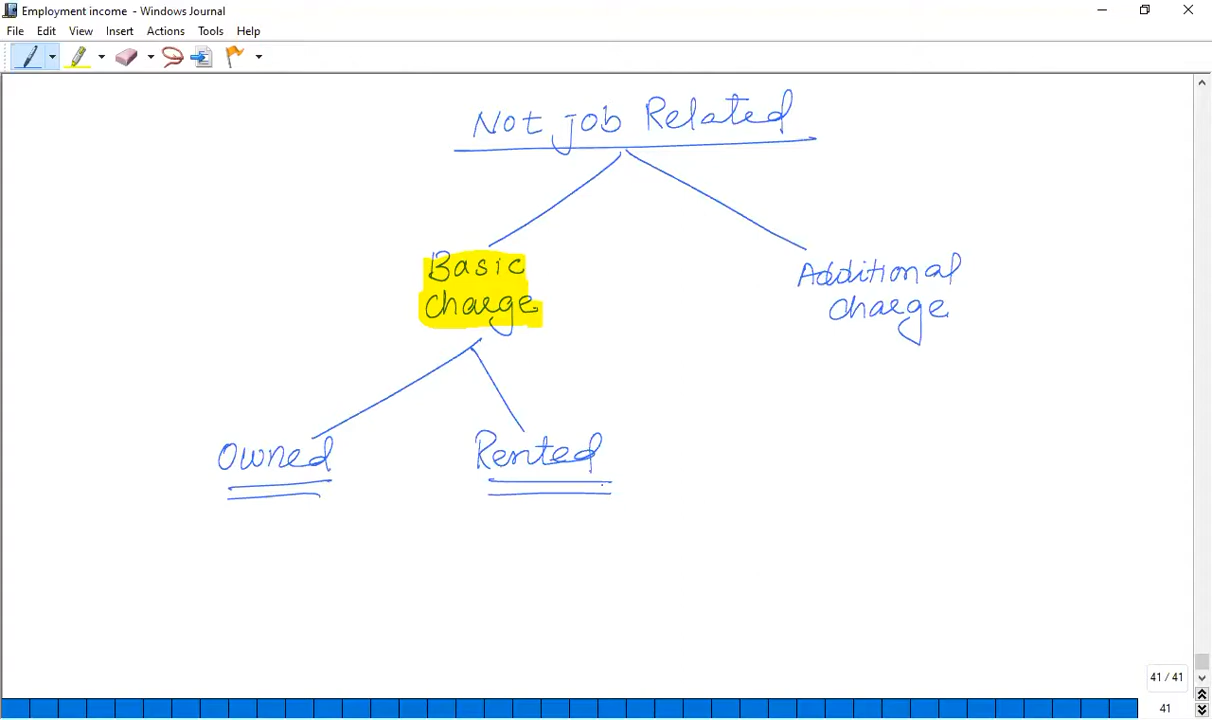 Employment income - Windows Journal
File Edit View Insert Actions Tools Help
Not job Related
Basic
charge
Additional
charge
Owned
Rented
41 / 41
41